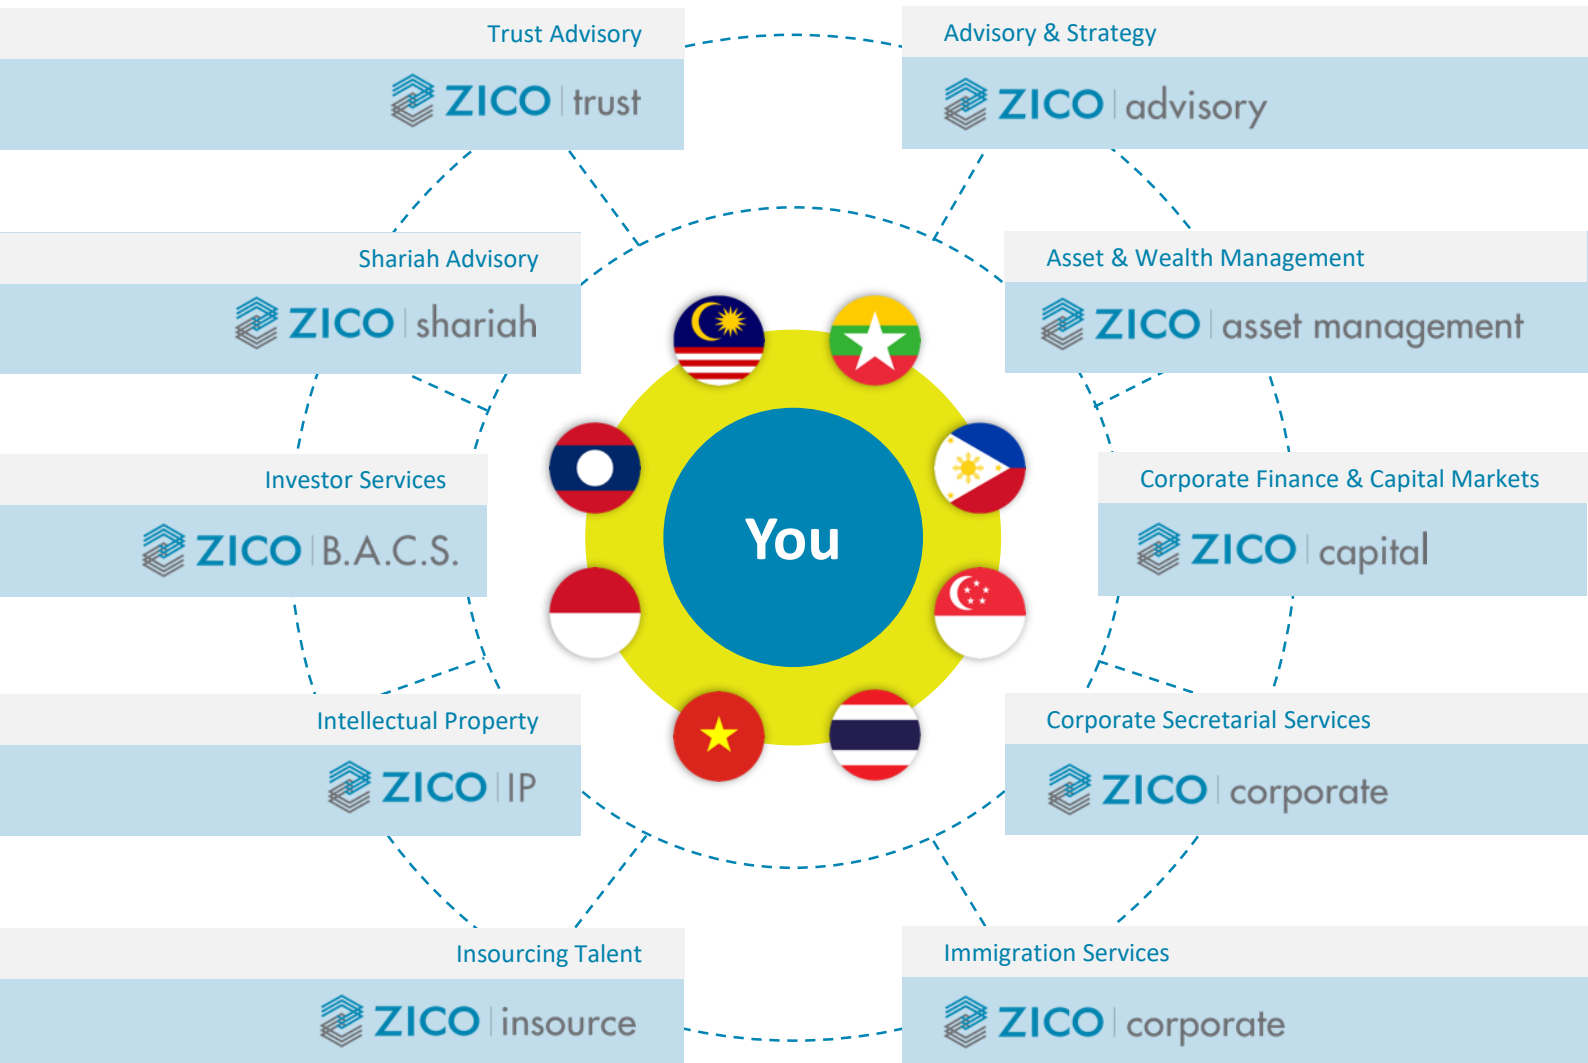 Trust Advisory
ZICO trust
Advisory & Strategy
ZICO advisory
Shariah Advisory
ZICO shariah
Asset & Wealth Management
ZICO asset management
Investor Services
ZICO B.A.C.S.
Corporate Finance & Capital Markets
ZICO capital
You
Intellectual Property
ZICO IP
Corporate Secretarial Services
ZICO corporate
Insourcing Talent
ZICO insource
Immigration Services
ZICO corporate